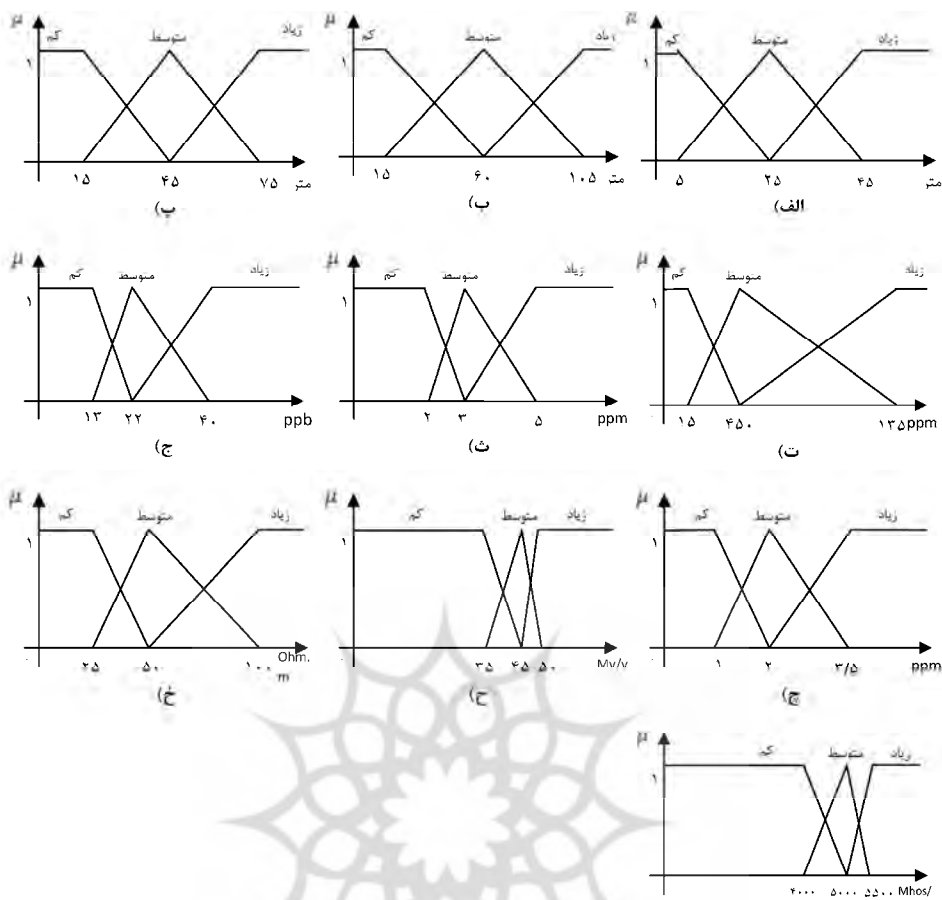 μ زیاد متوسط کم
۱
۵ ۲۵ ۴۵ متر
الف)
μ زیاد متوسط کم
۱
۱۵ ۶۰ ۱۰۵ متر
ب)
μ زیاد متوسط کم
۱
۱۵ ۴۵ ۷۵ متر
پ)
μ زیاد متوسط کم
۱
۱۵ ۴۵۰ ۱۳۵ ppm
ت)
μ زیاد متوسط کم
۱
۲ ۳ ۵ ppm
ث)
μ زیاد متوسط کم
۱
۱۳ ۲۲ ۴۰ ppb
ج)
μ زیاد متوسط کم
۱
۱ ۲ ۳/۵ ppm
چ)
μ زیاد متوسط کم
۱
۳۵ ۴۵ ۵۰ Mv/v
ح)
μ زیاد متوسط کم
۱
۲۵ ۵۰۰ ۱۰۰ Ohm.
m
خ)
μ زیاد متوسط کم
۱
۴۰۰۰ ۵۰۰۰ ۵۵۰۰ Mhos/